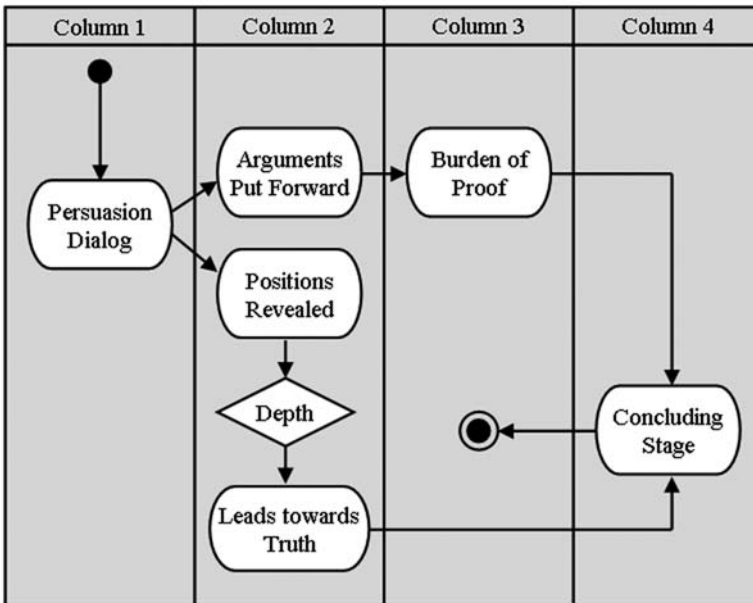 Column 1
Column 2
Column 3
Column 4
Arguments
Put Forward
Burden of
Proof
Persuasion
Dialog
Positions
Revealed
Depth
Concluding
Stage
Leads towards
Truth